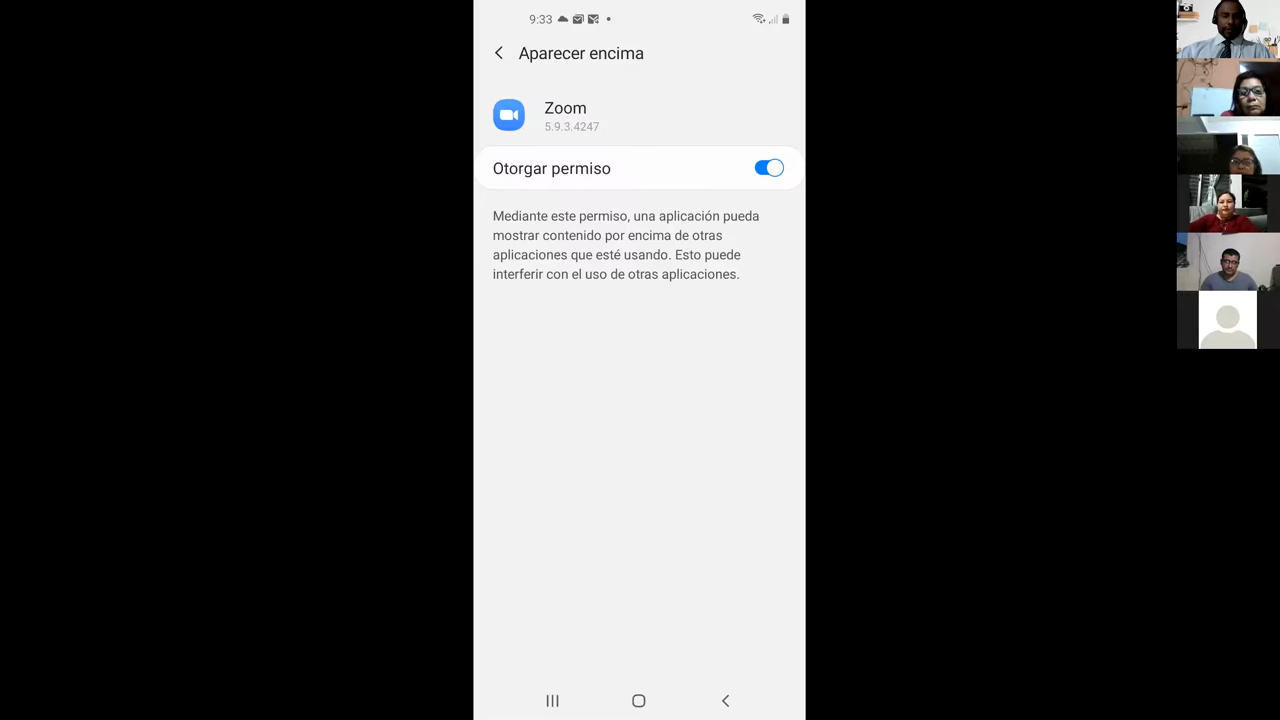 9:33
Aparecer encima
Zoom
5.9.3.4247
Otorgar permiso
Mediante este permiso, una aplicación pueda
mostrar contenido por encima de otras
aplicaciones que esté usando. Esto puede
interferir con el uso de otras aplicaciones.